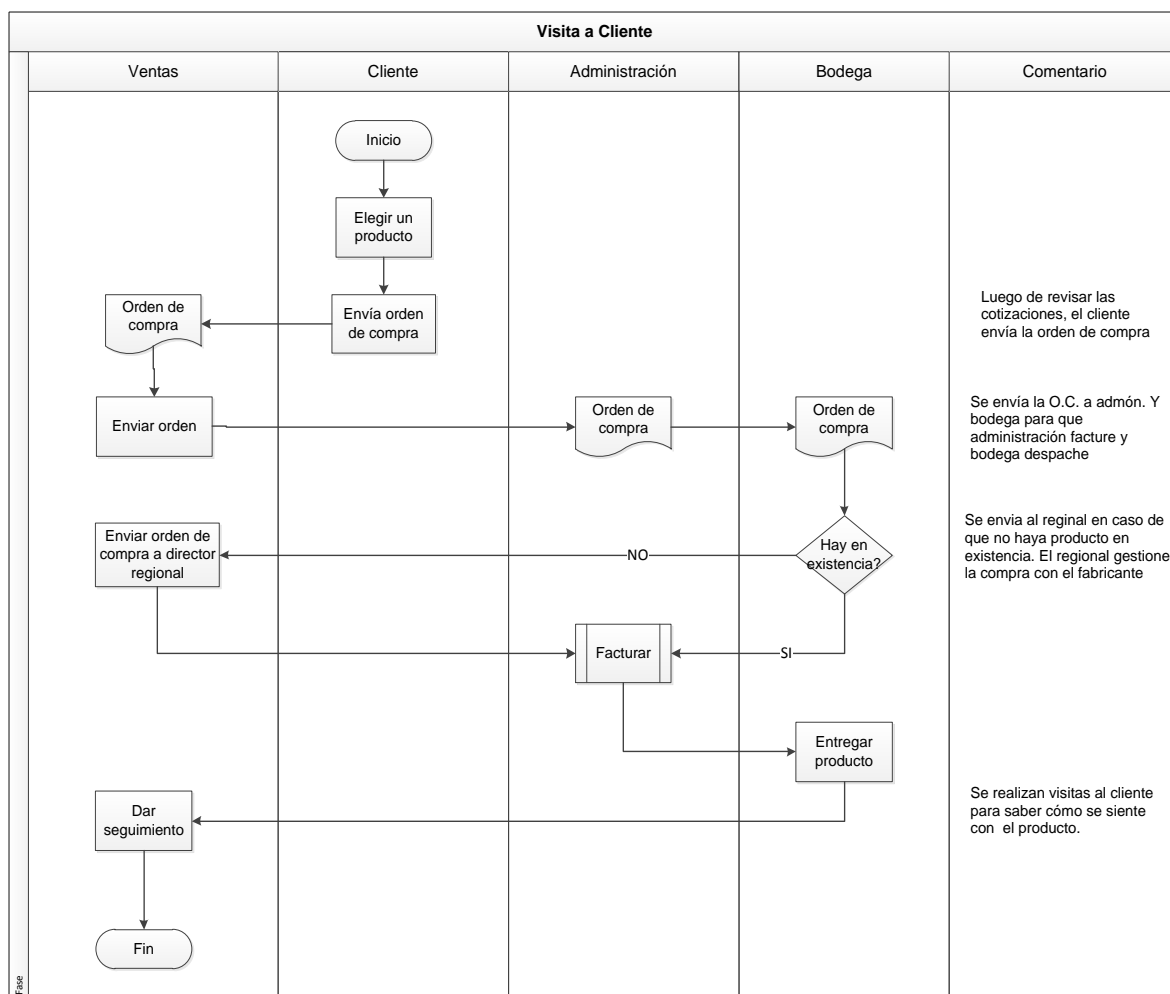 Visita a Cliente
Ventas
Cliente
Administración
Bodega
Comentario
Inicio
Elegir un
producto
Orden de
compra
Envía orden
de compra
Luego de revisar las
cotizaciones, el cliente
envía la orden de compra
Enviar orden
Orden de
compra
Orden de
compra
Se envía la O.C. a admón. Y
bodega para que
administración facture y
bodega despache
Enviar orden de
compra a director
regional
NO
Hay en
existencia?
Se envia al reginal en caso de
que no haya producto en
existencia. El regional gestione
la compra con el fabricante
Facturar
SI
Entregar
producto
Dar
seguimiento
Se realizan visitas al cliente
para saber cómo se siente
con el producto.
Fin
Fase